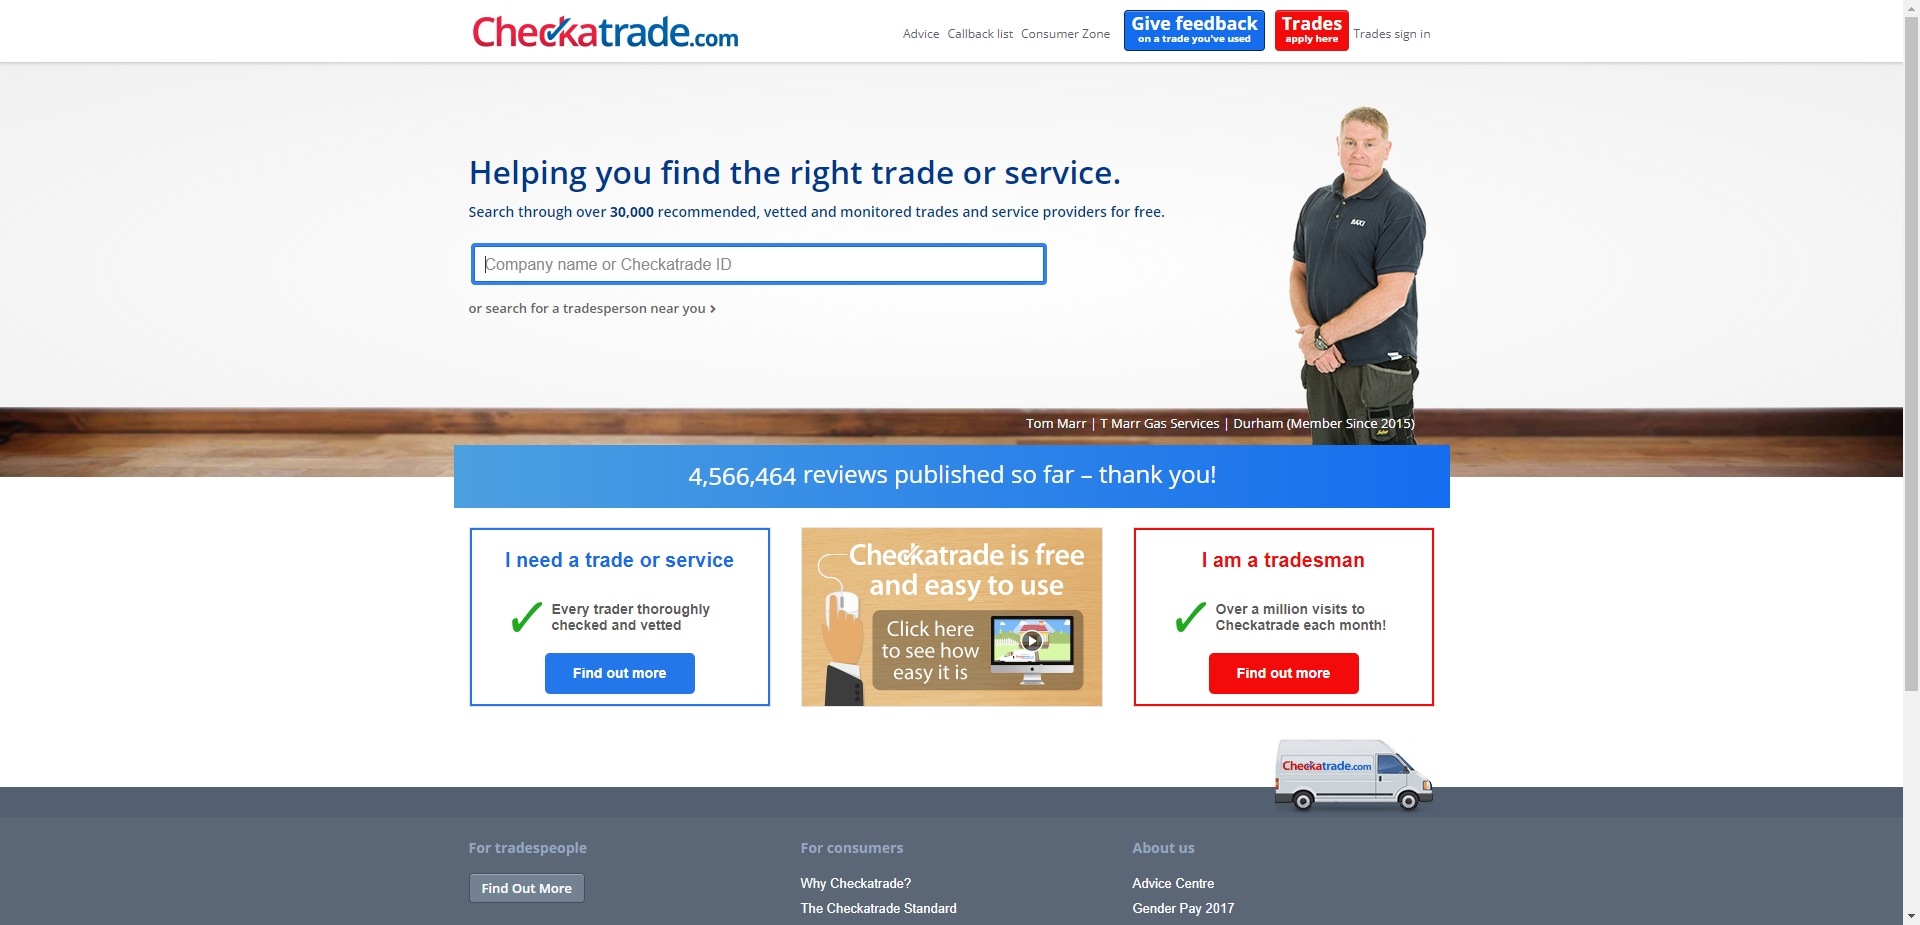 Checkatrade.com
Advice Callback list Consumer Zone
Give feedback
on a trade you've used
Trades
apply here
Trades sign in
Helping you find the right trade or service.
Search through over 30,000 recommended, vetted and monitored trades and service providers for free.
Company name or Checkatrade ID
or search for a tradesperson near you
BAXI
Tom Marr | T Marr Gas Services | Durham (Member Since 2015)
4,566,464 reviews published so far – thank you!
I need a trade or service
Every trader thoroughly
checked and vetted
Find out more
Checkatrade is free
and easy to use
Click here
to see how
easy it is
I am a tradesman
Over a million visits to
Checkatrade each month!
Find out more
Checkatrade.com
For tradespeople
Find Out More
For consumers
Why Checkatrade?
The Checkatrade Standard
About us
Advice Centre
Gender Pay 2017